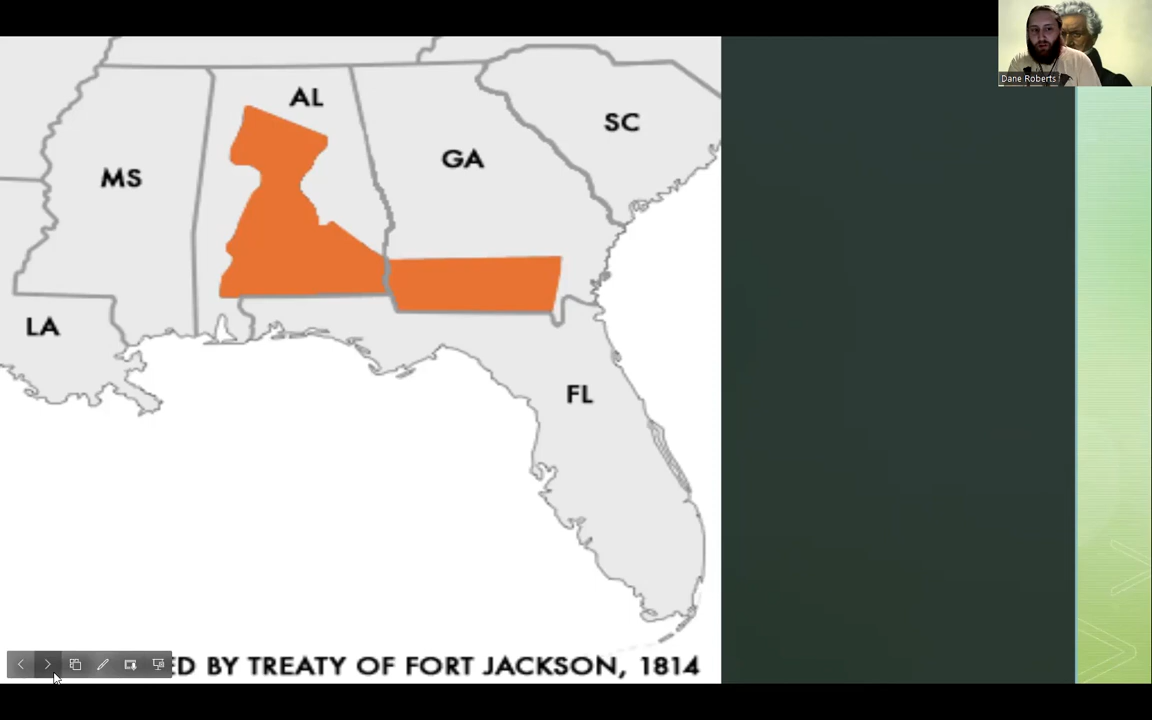 Dane Roberts
AL
SC
GA
MS
LA
FL
ED BY TREATY OF FORT JACKSON, 1814